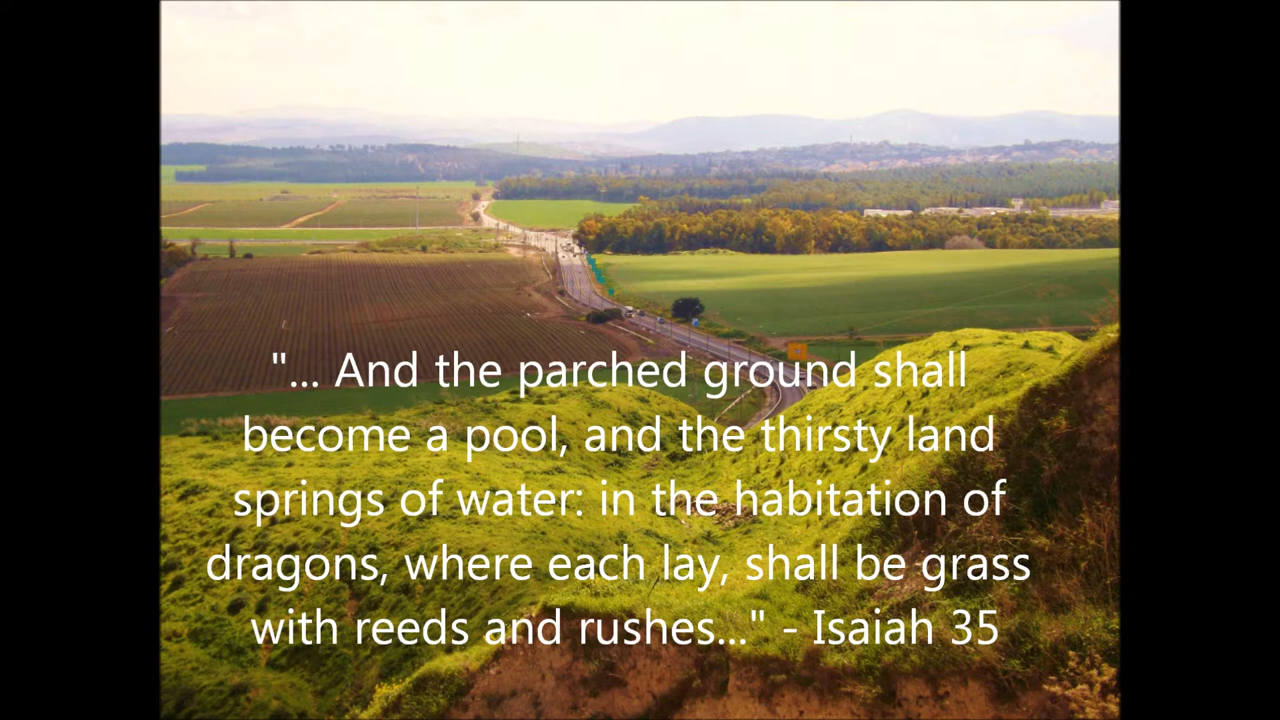 "... And the parched ground shall
become a pool, and the thirsty land
springs of water: in the habitation of
dragons, where each lay, shall be grass
with reeds and rushes..." - Isaiah 35